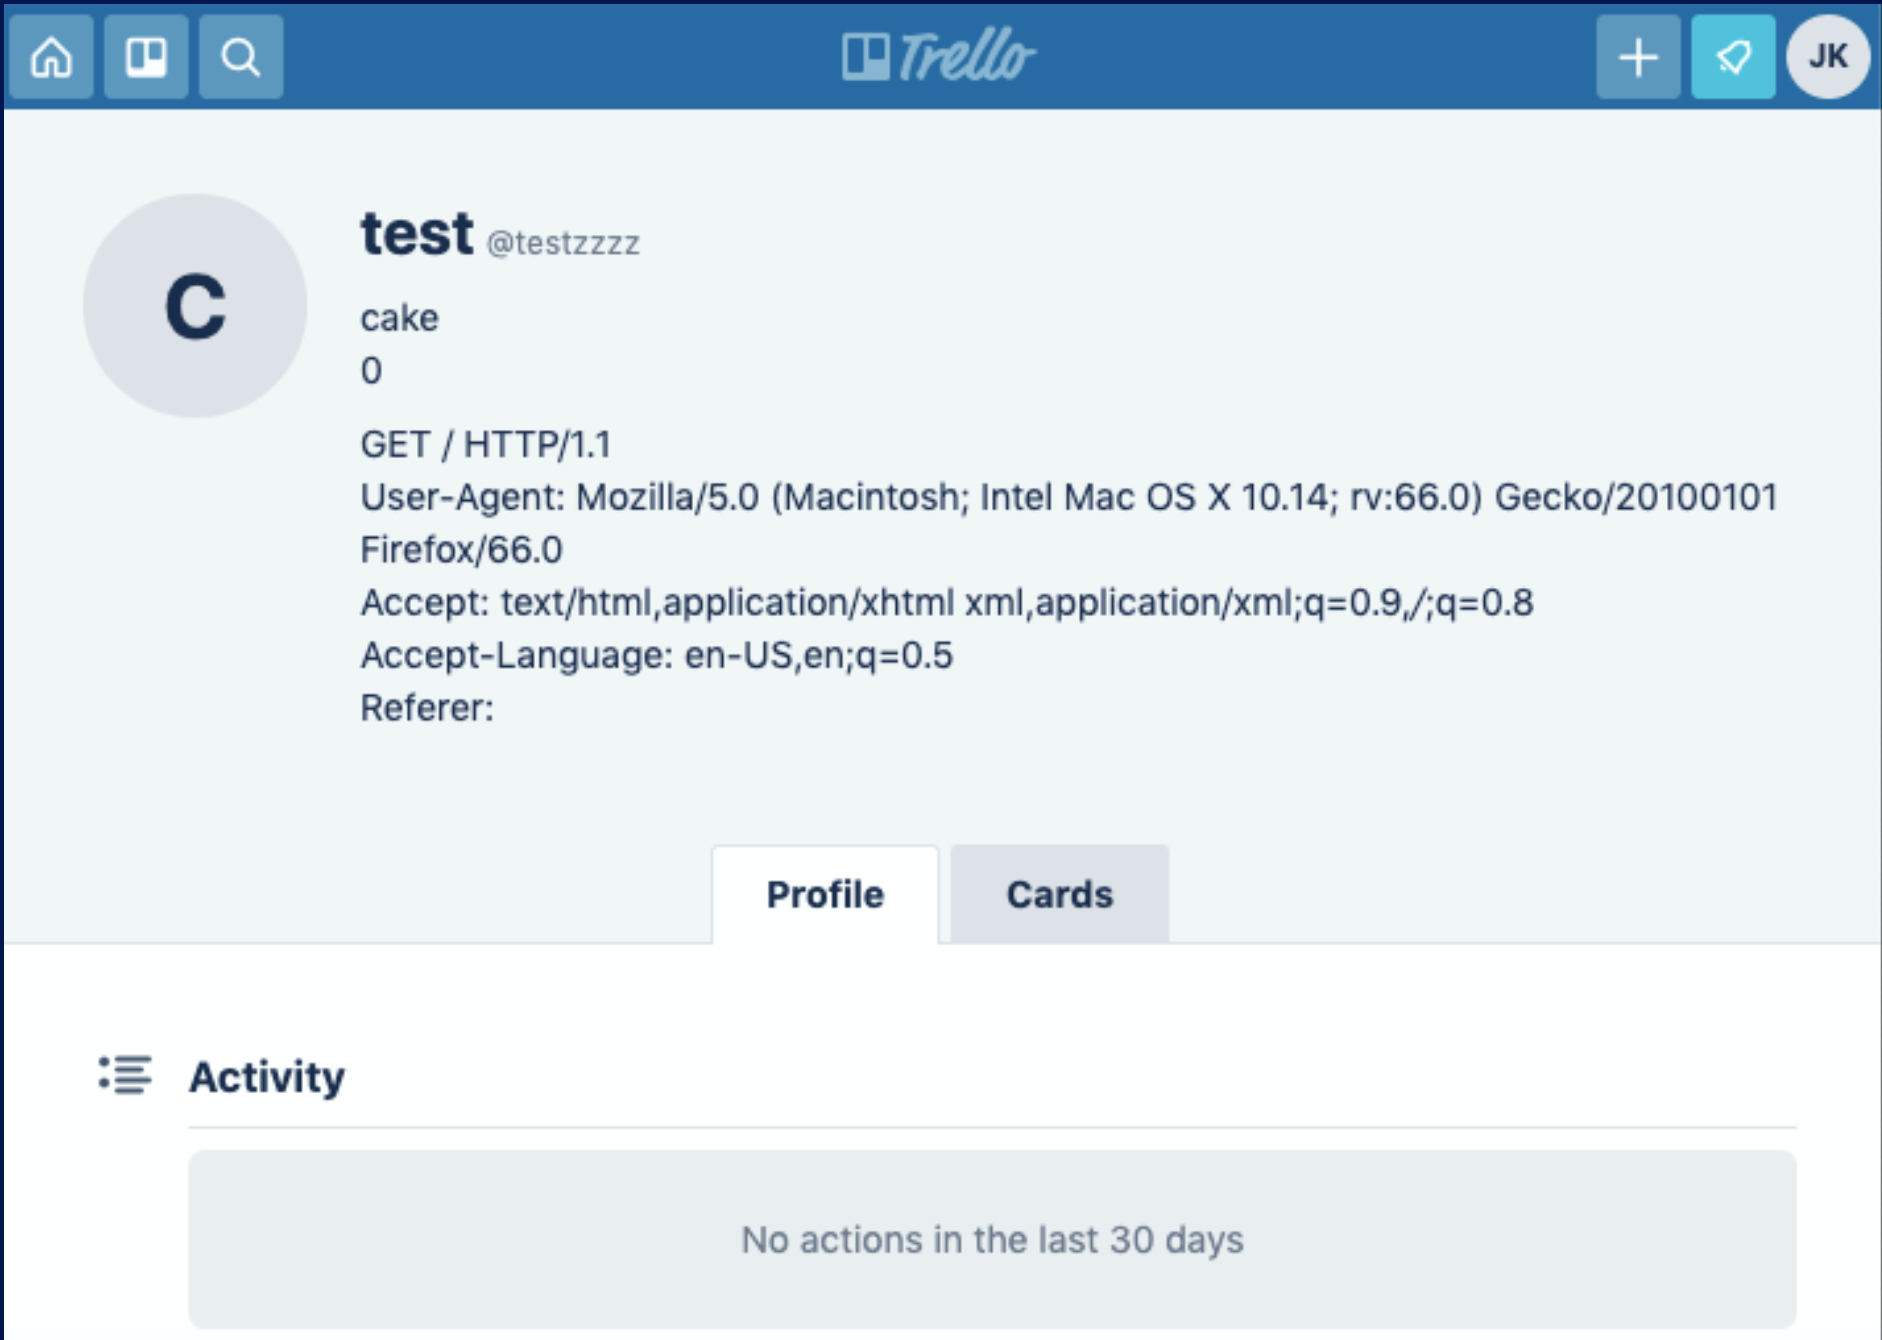 Trello
JK
C
test @testzzzz
cake
0
GET / HTTP/1.1
User-Agent: Mozilla/5.0 (Macintosh; Intel Mac OS X 10.14; rv:66.0) Gecko/20100101
Firefox/66.0
Accept: text/html,application/xhtml xml,application/xml;q=0.9,/;q=0.8
Accept-Language: en-US,en;q=0.5
Referer:
Profile
Cards
Activity
No actions in the last 30 days